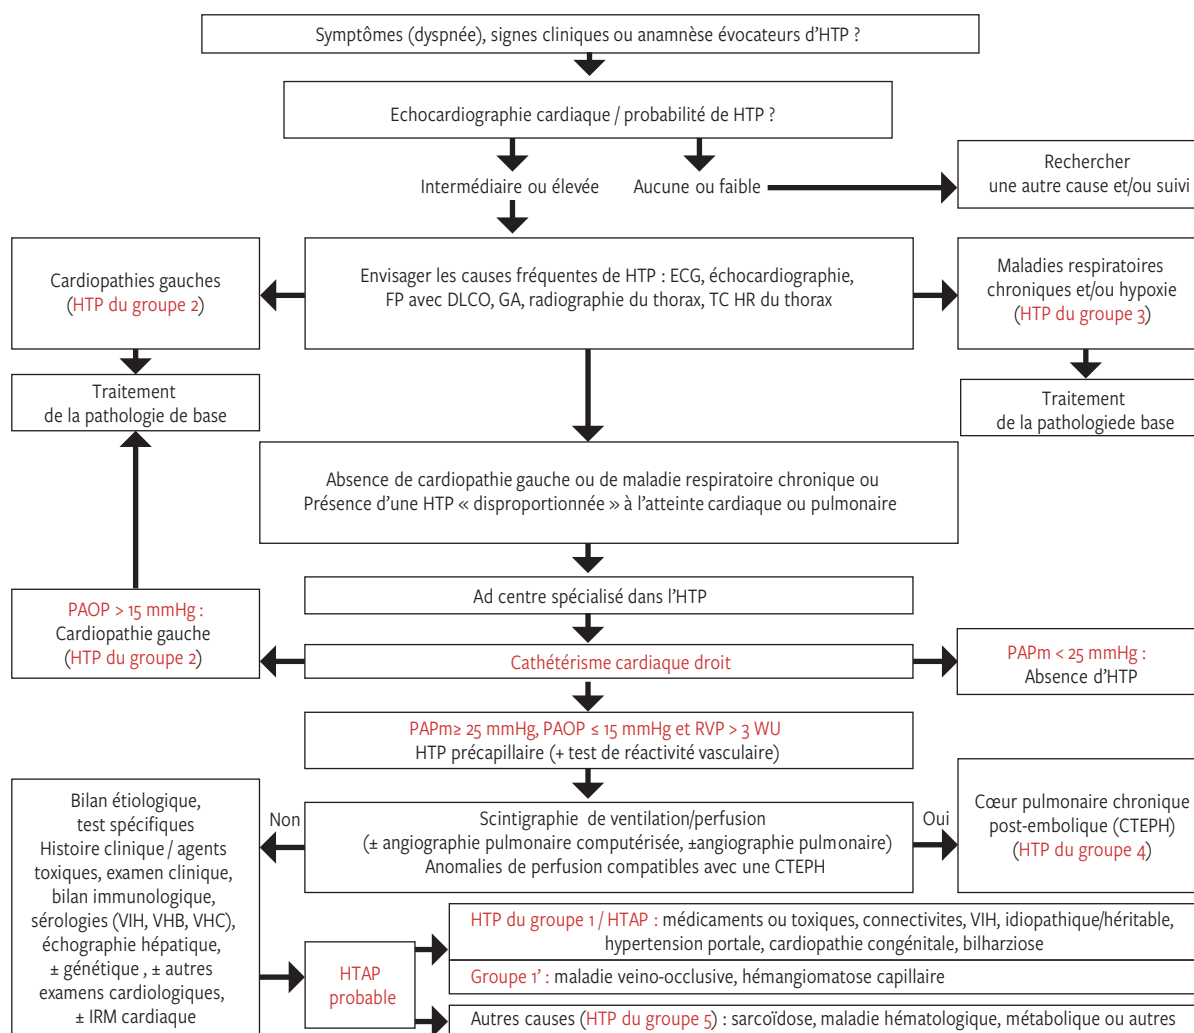 Symptômes (dyspnée), signes cliniques ou anamnèse évocateurs d’HTP ?
Echocardiographie cardiaque / probabilité de HTP ?
Intermédiaire ou élevée
Aucune ou faible
Rechercher
une autre cause et/ou suivi
Cardiopathies gauches
(HTP du groupe 2)
Envisager les causes fréquentes de HTP : ECG, échocardiographie,
FP avec DLCO, GA, radiographie du thorax, TC HR du thorax
Maladies respiratoires
chroniques et/ou hypoxie
(HTP du groupe 3)
Traitement
de la pathologie de base
Traitement
de la pathologiede base
Absence de cardiopathie gauche ou de maladie respiratoire chronique ou
Présence d’une HTP « disproportionnée » à l’atteinte cardiaque ou pulmonaire
Ad centre spécialisé dans l’HTP
PAOP > 15 mmHg :
Cardiopathie gauche
(HTP du groupe 2)
Cathétérisme cardiaque droit
PAPm < 25 mmHg :
Absence d’HTP
PAPm≥ 25 mmHg, PAOP ≤ 15 mmHg et RVP > 3 WU
HTP précapillaire (+ test de réactivité vasculaire)
Bilan étiologique,
test spécifiques
Histoire clinique / agents
toxiques, examen clinique,
bilan immunologique,
sérologies (VIH, VHB, VHC),
échographie hépatique,
± génétique , ± autres
examens cardiologiques,
± IRM cardiaque
Non
Scintigraphie de ventilation/perfusion
(± angiographie pulmonaire computérisée, ±angiographie pulmonaire)
Anomalies de perfusion compatibles avec une CTEPH
Oui
Cœur pulmonaire chronique
post-embolique (CTEPH)
(HTP du groupe 4)
HTAP
probable
HTP du groupe 1 / HTAP : médicaments ou toxiques, connectivites, VIH, idiopathique/héritable,
hypertension portale, cardiopathie congénitale, bilharziose
Groupe 1’ : maladie veino-occlusive, hémangiomatose capillaire
Autres causes (HTP du groupe 5) : sarcoïdose, maladie hématologique, métabolique ou autres